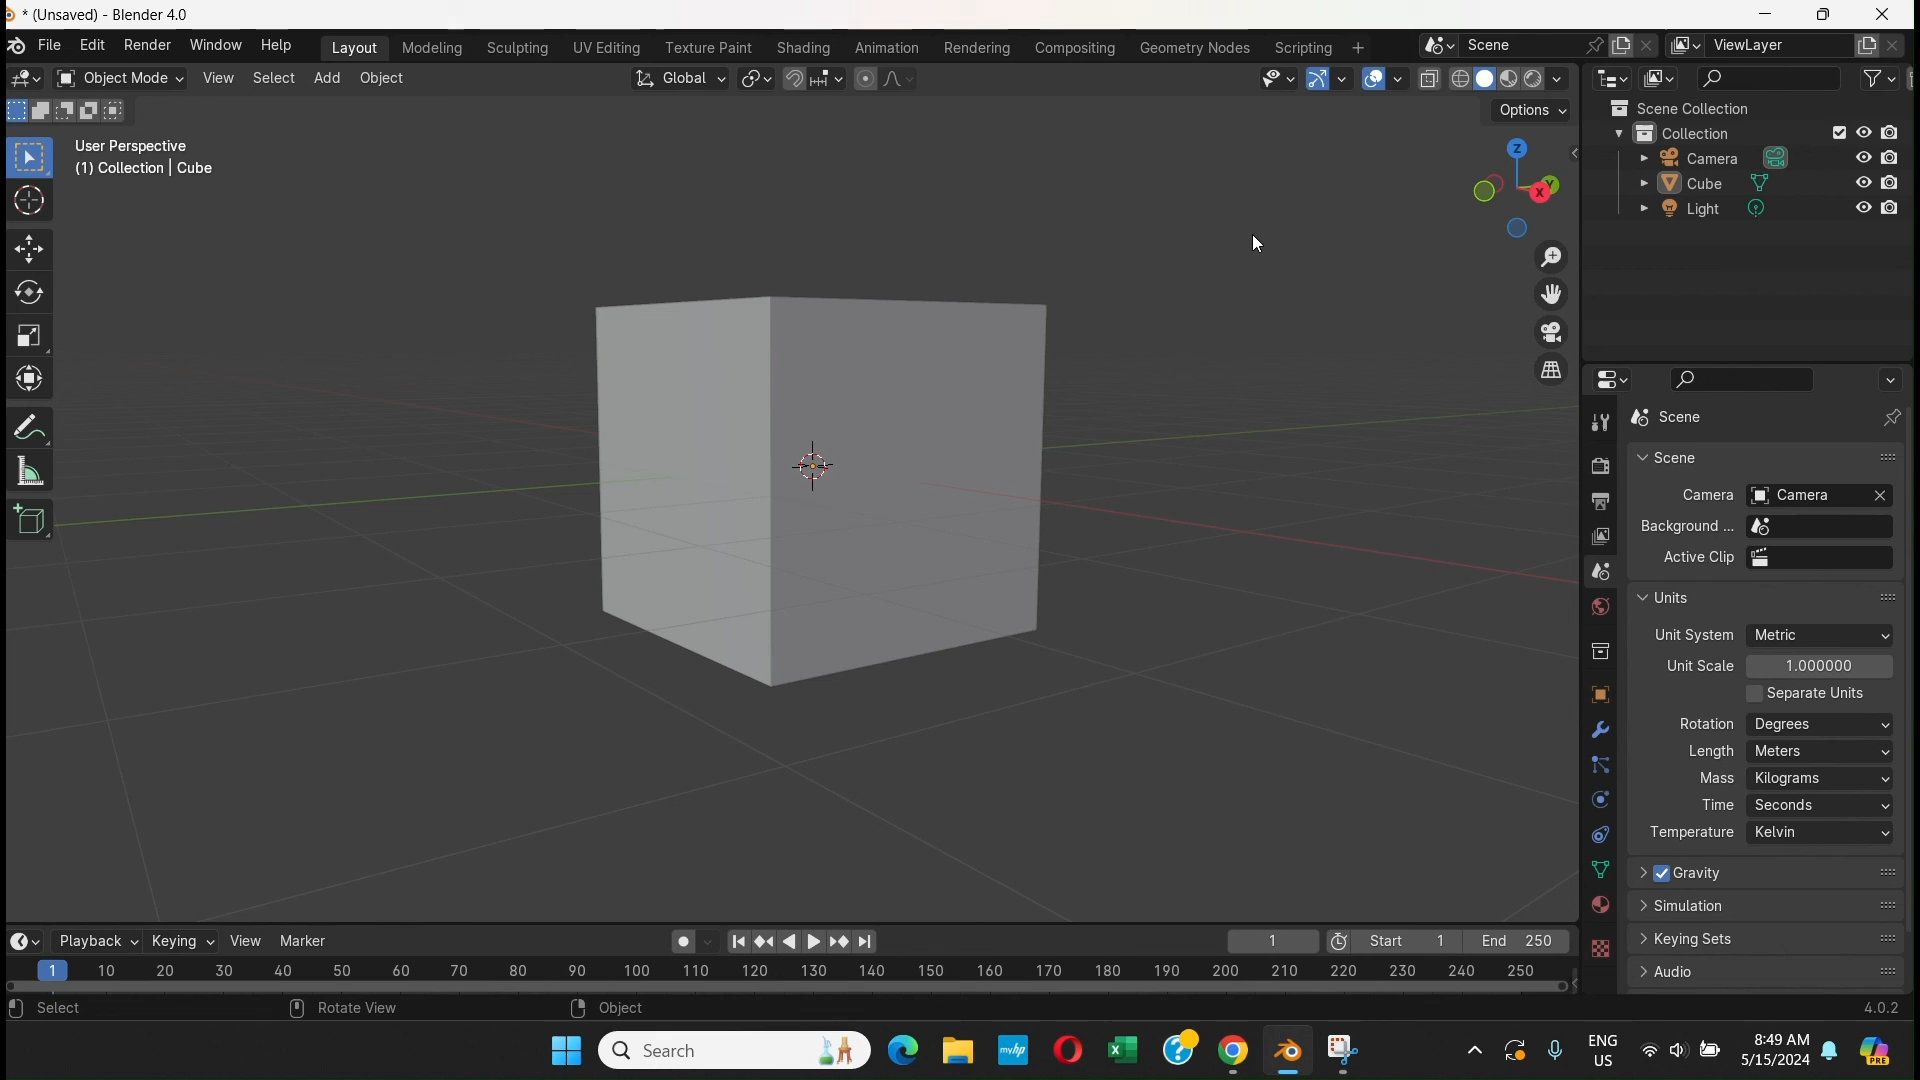 * (Unsaved) - Blender 4.0
File Edit Render Window Help Layout Modeling Sculpting UV Editing Texture Paint Shading Animation Rendering Compositing Geometry Nodes Scripting + Scene ViewLayer
Object Mode View Select Add Object Global
Options
User Perspective
(1) Collection | Cube
Z
Y
X
Scene Collection
Collection
Camera
Cube
Light
Scene
Scene
Camera Camera
Background ...
Active Clip
Units
Unit System Metric
Unit Scale 1.000000
Separate Units
Rotation Degrees
Length Meters
Mass Kilograms
Time Seconds
Temperature Kelvin
Gravity
Simulation
Keying Sets
Audio
Playback Keying View Marker 1 Start 1 End 250
1 10 20 30 40 50 60 70 80 90 100 110 120 130 140 150 160 170 180 190 200 210 220 230 240 250
Select Rotate View Object 4.0.2
Search myhp ENG
US
8:49 AM
5/15/2024
PRE